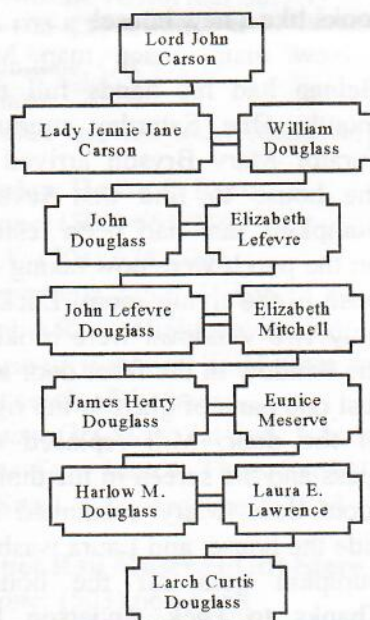 Lord John
Carson
Lady Jennie Jane
Carson
William
Douglass
John
Douglass
Elizabeth
Lefevre
John Lefevre
Douglass
Elizabeth
Mitchell
James Henry
Douglass
Eunice
Meserve
Harlow M.
Douglass
Laura E.
Lawrence
Larch Curtis
Douglass